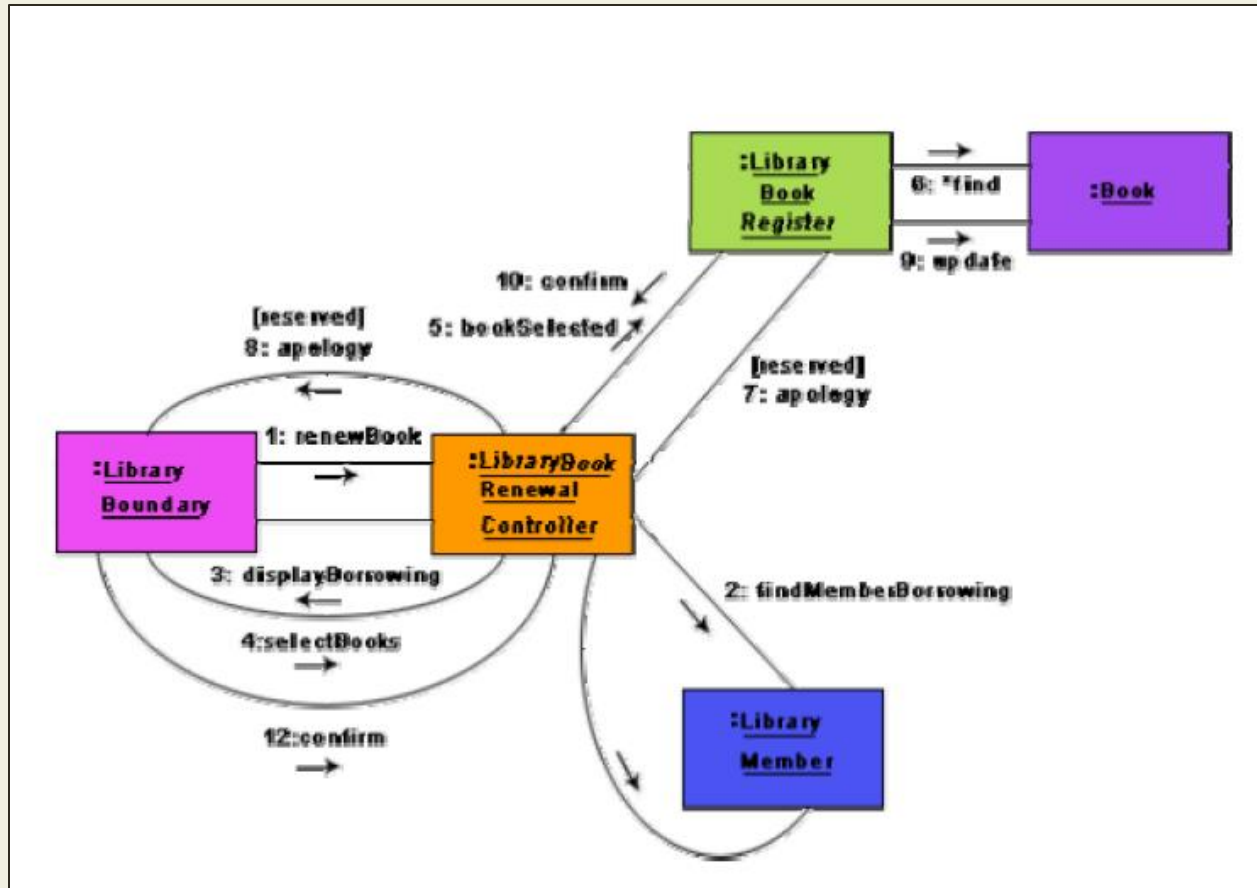 :Library
Book
Register
6: *find
:Book
9: update
10: confirm
5: bookSelected
[reserved]
8: apology
[reserved]
7: apology
1: renewBook
:Library
Boundary
:LibraryBook
Renewal
Controller
3: displayBorrowing
2: findMemberBorrowing
4:selectBooks
12:confirm
:Library
Member